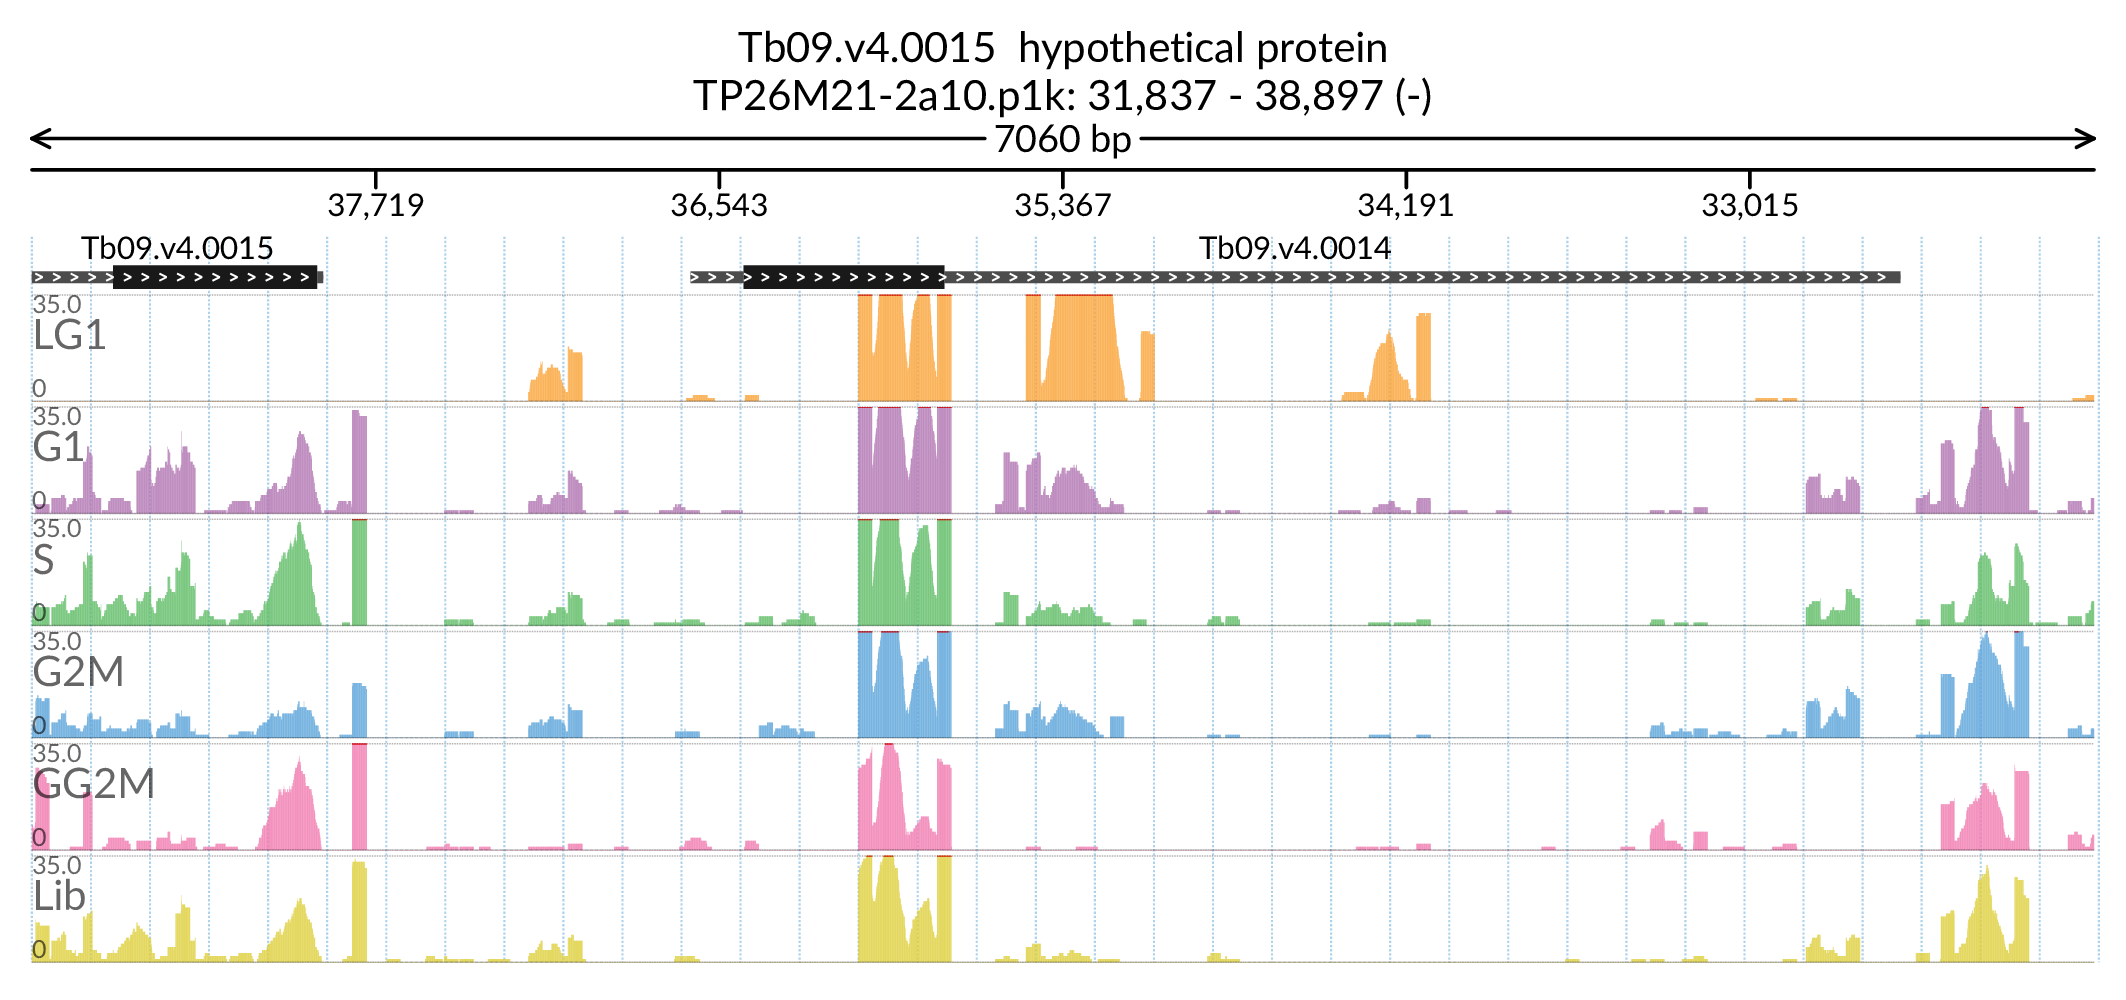 Tb09.v4.0015  hypothetical protein
TP26M21-2a10.p1k: 31,837 - 38,897 (-)
7060 bp
37,719 36,543 35,367 34,191 33,015
Tb09.v4.0015 Tb09.v4.0014
35.0
LG1
0
35.0
G1
0
35.0
S
0
35.0
G2M
0
35.0
GG2M
0
35.0
Lib
0